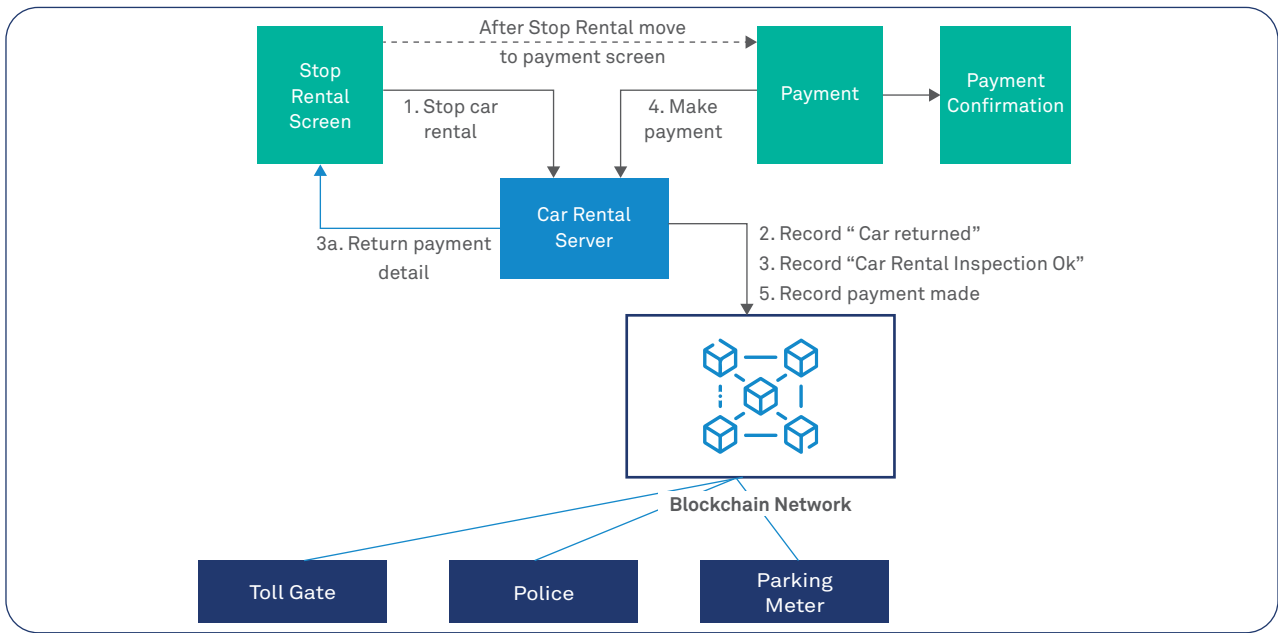 After Stop Rental move
to payment screen
Stop
Rental
Screen
Payment
Payment
Confirmation
1. Stop car
rental
4. Make
payment
Car Rental
Server
3a. Return payment
detail
2. Record “ Car returned”
3. Record “Car Rental Inspection Ok”
5. Record payment made
Blockchain Network
Toll Gate
Police
Parking
Meter